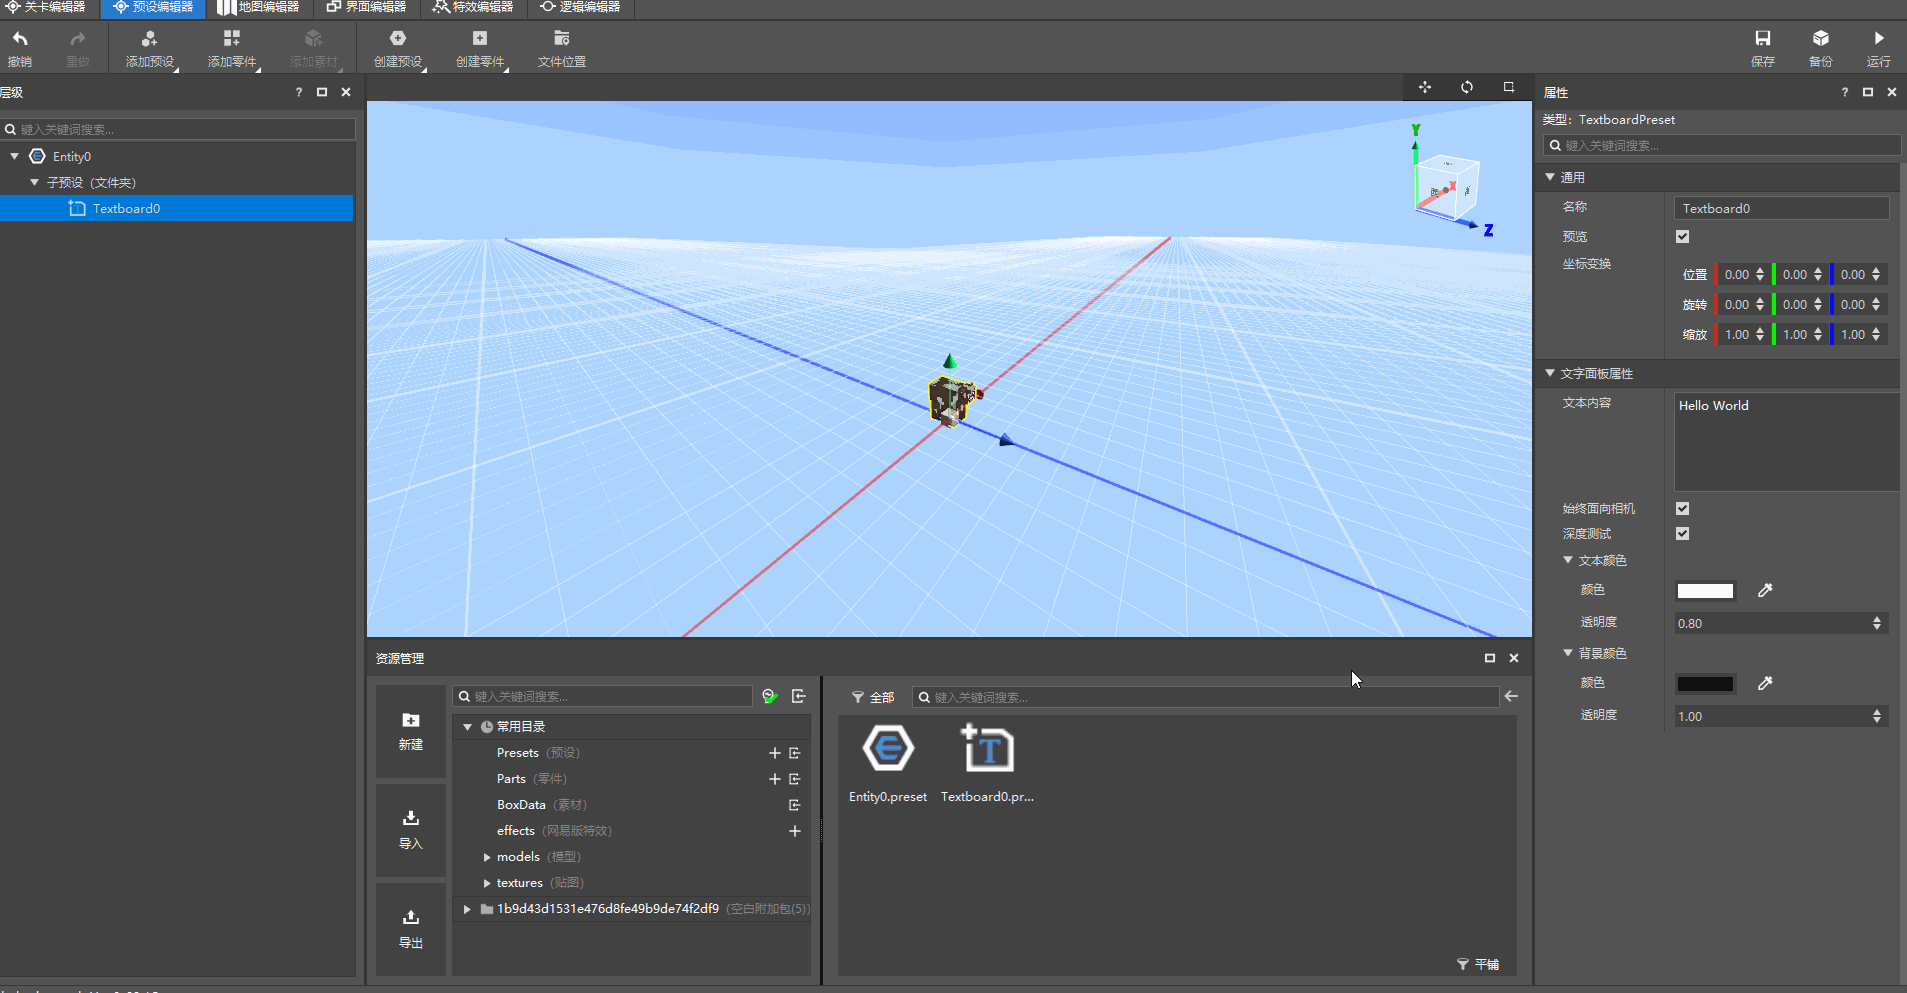 关卡编辑器 预设编辑器 地图编辑器 界面编辑器 特效编辑器 逻辑编辑器
撤销 重做 添加预设 添加零件 添加素材 创建预设 创建零件 文件位置 保存 备份 运行
层级
键入关键词搜索...
Entity0
子预设 (文件夹)
Textboard0
Y
X
Z
属性
类型: TextboardPreset
键入关键词搜索...
通用
名称 Textboard0
预览
坐标变换
位置 0.00 0.00 0.00
旋转 0.00 0.00 0.00
缩放 1.00 1.00 1.00
文字面板属性
文本内容 Hello World
始终面向相机
深度测试
文本颜色
颜色
透明度 0.80
背景颜色
颜色
透明度 1.00
资源管理
新建
导入
导出
键入关键词搜索...
常用目录
Presets (预设)
Parts (零件)
BoxData (素材)
effects (网易版特效)
models (模型)
textures (贴图)
1b9d43d1531e476d8fe49b9de74f2df9 (空白附加包(5))
全部 键入关键词搜索...
Entity0.preset Textboard0.pr...
平铺